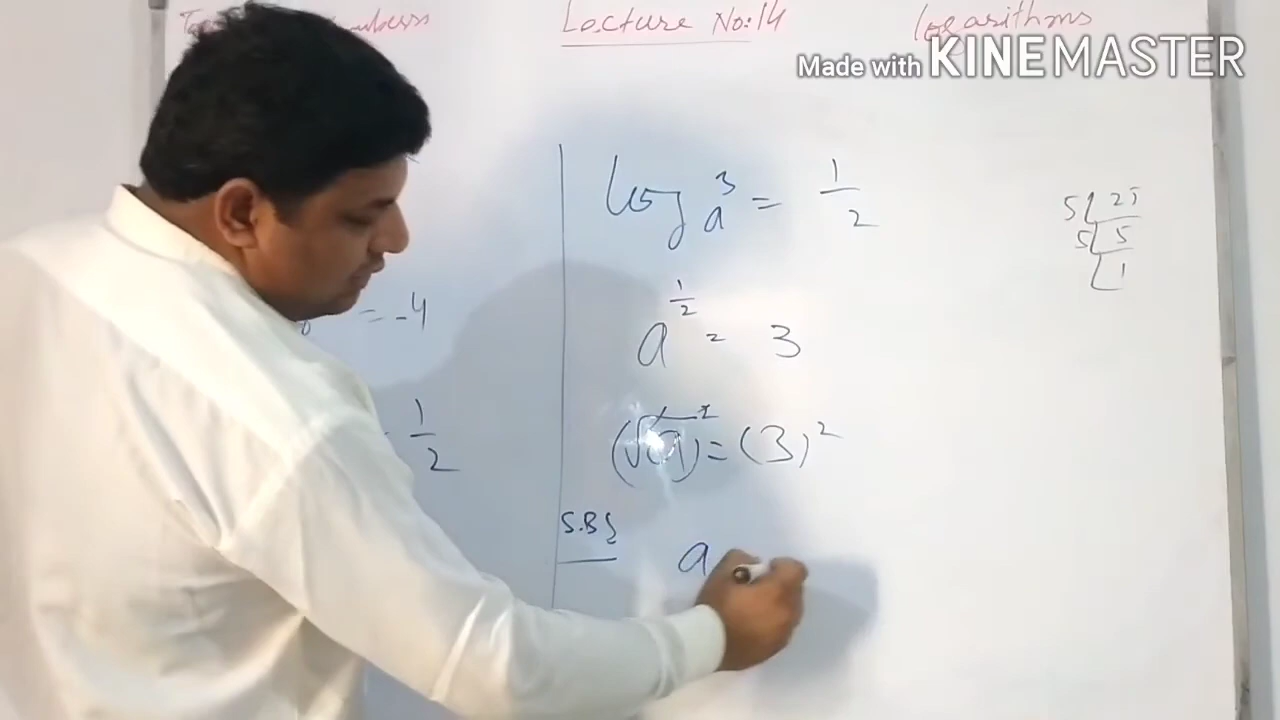 Lecture No:14
logarithms
Made with KINEMASTER
log a 3 = 1/2
a^1/2 = 3
(√a)² = (3)²
S.B.S
a
= -4
1/2
5 | 25
5 | 5
1